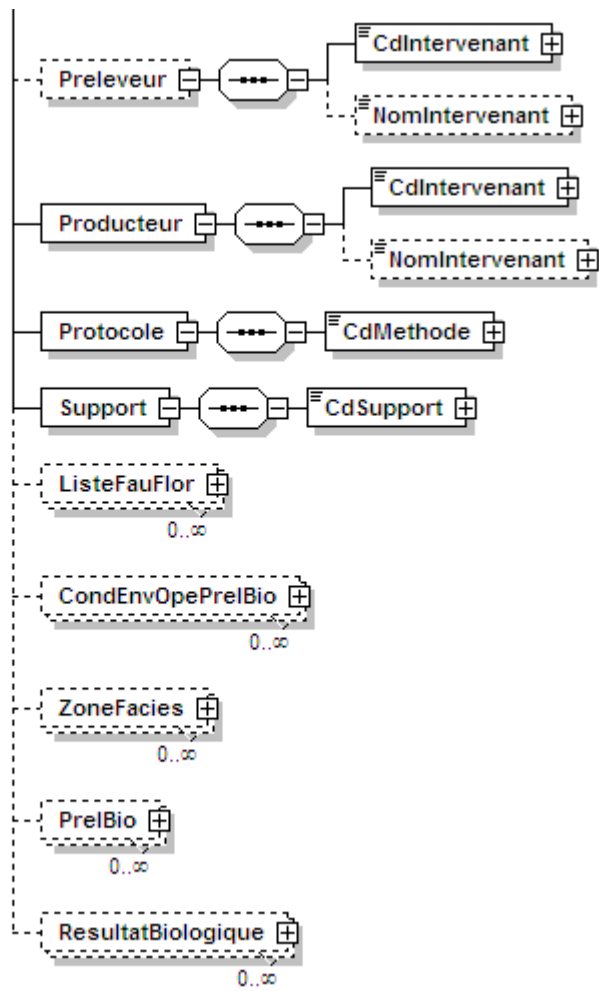 CdIntervenant
Preleveur
NomIntervenant
CdIntervenant
Producteur
NomIntervenant
Protocole CdMethode
Support CdSupport
ListeFauFlor
0..∞
CondEnvOpePrelBio
0..∞
ZoneFacies
0..∞
PrelBio
0..∞
ResultatBiologique
0..∞